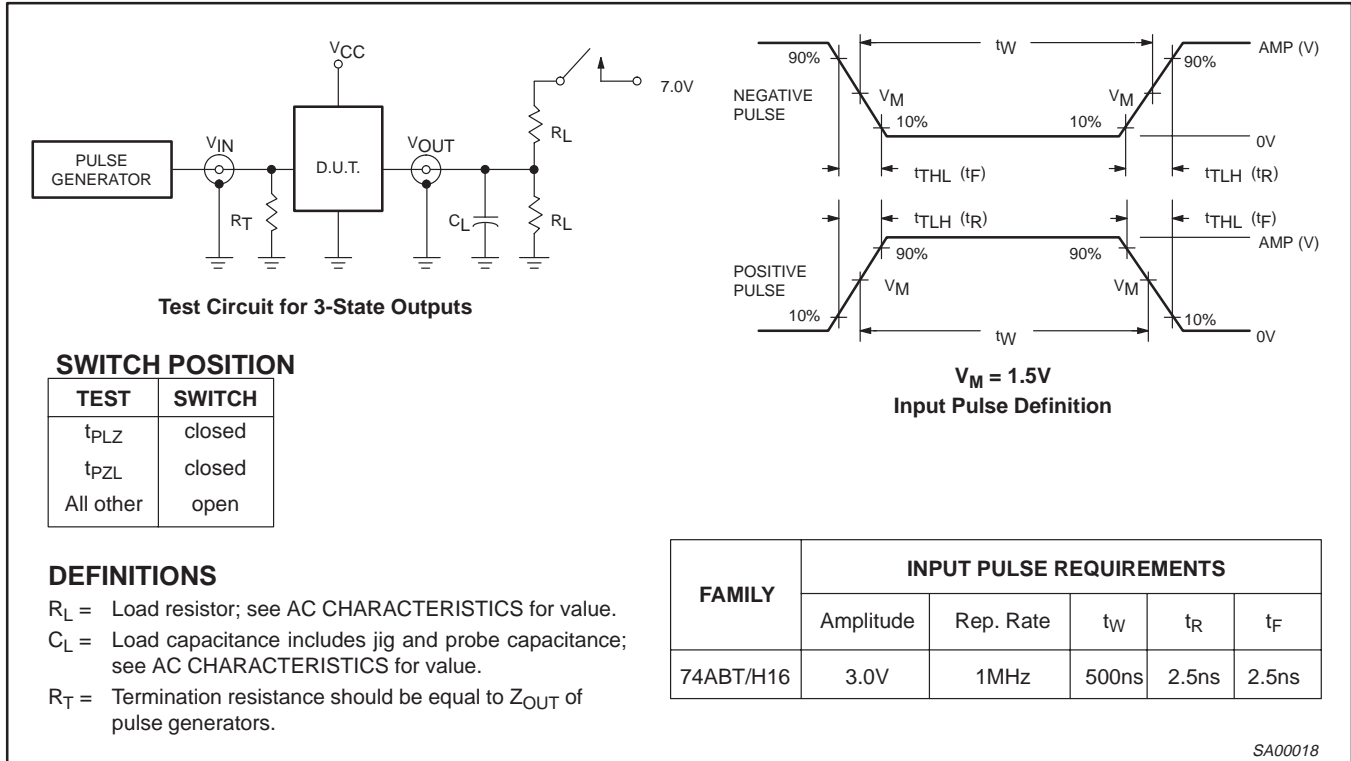 VCC
7.0V
RL
PULSE
GENERATOR
VIN
D.U.T.
VOUT
RT
CL
RL
Test Circuit for 3-State Outputs
tW
AMP (V)
90%
90%
NEGATIVE
PULSE
VM
VM
10%
10%
0V
tTHL (tF)
tTLH (tR)
tTLH (tR)
tTHL (tF)
AMP (V)
90%
90%
POSITIVE
PULSE
VM
VM
10%
10%
tW
0V
VM = 1.5V
Input Pulse Definition
SWITCH POSITION
TEST SWITCH
tPLZ closed
tPZL closed
All other open
DEFINITIONS
RL = Load resistor; see AC CHARACTERISTICS for value.
CL = Load capacitance includes jig and probe capacitance;
see AC CHARACTERISTICS for value.
RT = Termination resistance should be equal to ZOUT of
pulse generators.
FAMILY
INPUT PULSE REQUIREMENTS
Amplitude Rep. Rate tW tR tF
74ABT/H16 3.0V 1MHz 500ns 2.5ns 2.5ns
SA00018